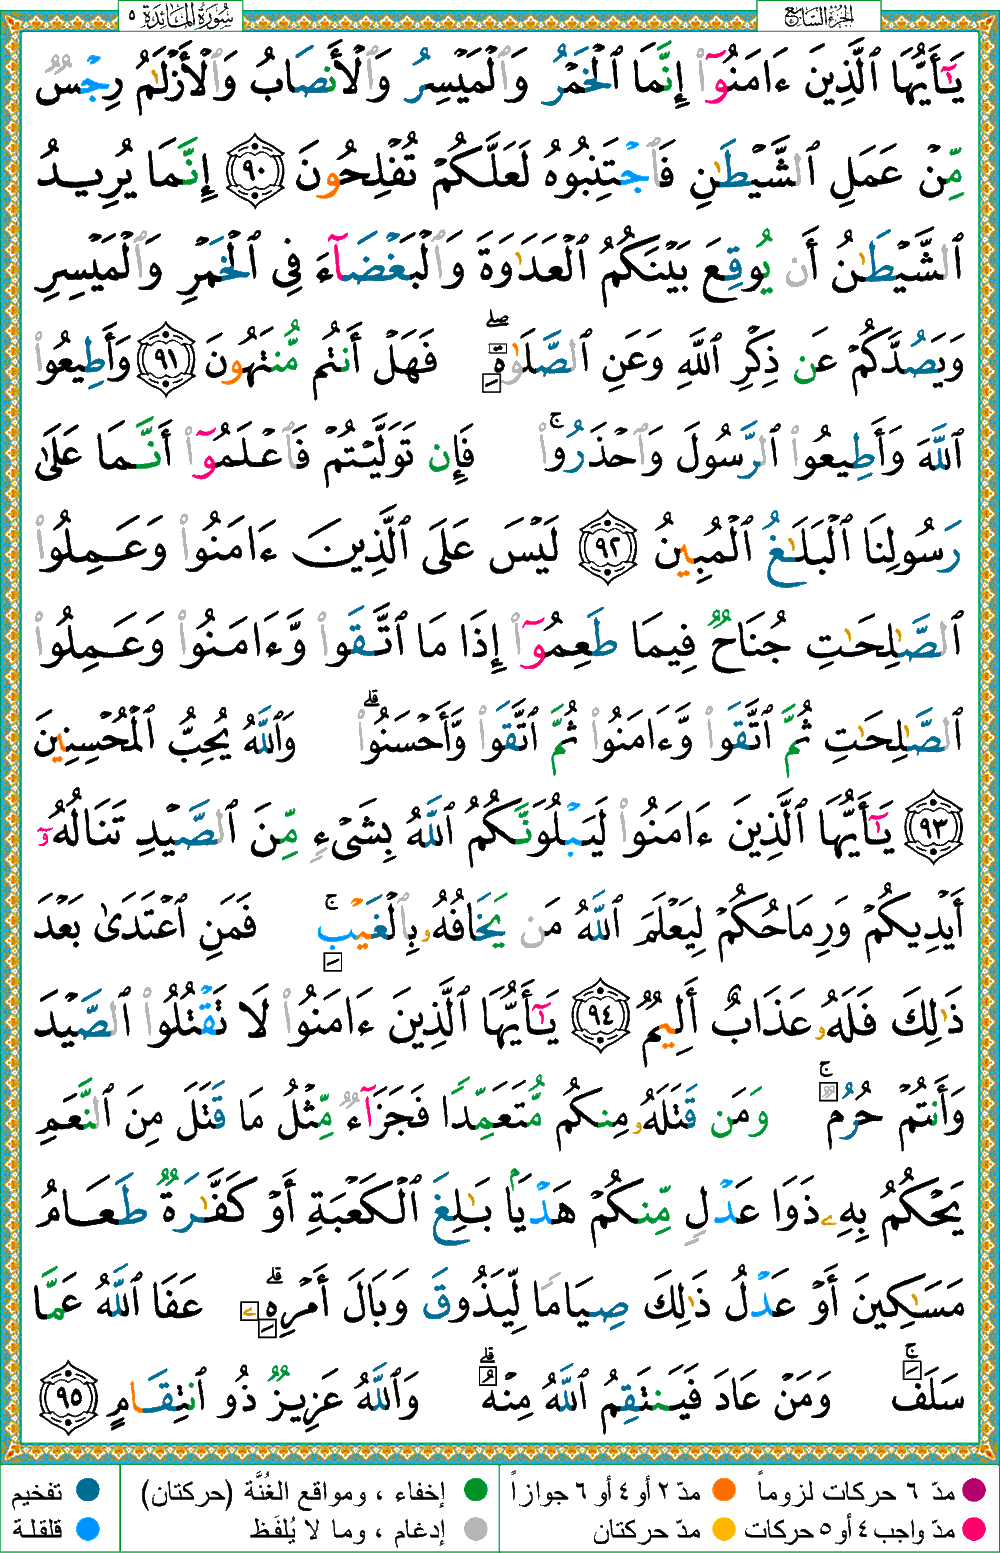 الجزء السابع
سُورَةُ المَائدَة ٥
يَٰٓأَيُّهَا ٱلَّذِينَ ءَامَنُوٓا۟ إِنَّمَا ٱلْخَمْرُ وَٱلْمَيْسِرُ وَٱلْأَنصَابُ وَٱلْأَزْلَٰمُ رِجْسٌ
مِّنْ عَمَلِ ٱلشَّيْطَٰنِ فَٱجْتَنِبُوهُ لَعَلَّكُمْ تُفْلِحُونَ ٩٠ إِنَّمَا يُرِيدُ
ٱلشَّيْطَٰنُ أَن يُوقِعَ بَيْنَكُمُ ٱلْعَدَٰوَةَ وَٱلْبَغْضَآءَ فِى ٱلْخَمْرِ وَٱلْمَيْسِرِ
وَيَصُدَّكُمْ عَن ذِكْرِ ٱللَّهِ وَعَنِ ٱلصَّلَوٰةِ ۖ فَهَلْ أَنتُم مُّنتَهُونَ ٩١ وَأَطِيعُوا۟
ٱللَّهَ وَأَطِيعُوا۟ ٱلرَّسُولَ وَٱحْذَرُوا۟ ۚ فَإِن تَوَلَّيْتُمْ فَٱعْلَمُوٓا۟ أَنَّمَا عَلَىٰ
رَسُولِنَا ٱلْبَلَٰغُ ٱلْمُبِينُ ٩٢ لَيْسَ عَلَى ٱلَّذِينَ ءَامَنُوا۟ وَعَمِلُوا۟
ٱلصَّٰلِحَٰتِ جُنَاحٌ فِيمَا طَعِمُوٓا۟ إِذَا مَا ٱتَّقَوا۟ وَّءَامَنُوا۟ وَعَمِلُوا۟
ٱلصَّٰلِحَٰتِ ثُمَّ ٱتَّقَوا۟ وَّءَامَنُوا۟ ثُمَّ ٱتَّقَوا۟ وَّأَحْسَنُوا۟ ۗ وَٱللَّهُ يُحِبُّ ٱلْمُحْسِنِينَ
٩٣ يَٰٓأَيُّهَا ٱلَّذِينَ ءَامَنُوا۟ لَيَبْلُوَنَّكُمُ ٱللَّهُ بِشَىْءٍ مِّنَ ٱلصَّيْدِ تَنَالُهُۥٓ
أَيْدِيكُمْ وَرِمَاحُكُمْ لِيَعْلَمَ ٱللَّهُ مَن يَخَافُهُۥ بِٱلْغَيْبِ ۚ فَمَنِ ٱعْتَدَىٰ بَعْدَ
ذَٰلِكَ فَلَهُۥ عَذَابٌ أَلِيمٌ ٩٤ يَٰٓأَيُّهَا ٱلَّذِينَ ءَامَنُوا۟ لَا تَقْتُلُوا۟ ٱلصَّيْدَ
وَأَنتُمْ حُرُمٌ ۚ وَمَن قَتَلَهُۥ مِنكُم مُّتَعَمِّدًا فَجَزَآءٌ مِّثْلُ مَا قَتَلَ مِنَ ٱلنَّعَمِ
يَحْكُمُ بِهِۦ ذَوَا عَدْلٍ مِّنكُمْ هَدْيًۢا بَٰلِغَ ٱلْكَعْبَةِ أَوْ كَفَّٰرَةٌ طَعَامُ
مَسَٰكِينَ أَوْ عَدْلُ ذَٰلِكَ صِيَامًا لِّيَذُوقَ وَبَالَ أَمْرِهِۦ ۗ عَفَا ٱللَّهُ عَمَّا
سَلَفَ ۚ وَمَنْ عَادَ فَيَنتَقِمُ ٱللَّهُ مِنْهُ ۗ وَٱللَّهُ عَزِيزٌ ذُو ٱنتِقَامٍ ٩٥
مدّ ٦ حركات لزوماً مدّ ٢ أو ٤ أو ٦ جوازاً إخفاء ، ومواقع الغُنَّة (حركتان) تفخيم
مدّ واجب ٤ أو ٥ حركات مدّ حركتان إدغام ، وما لا يُلفَظ قلقلة